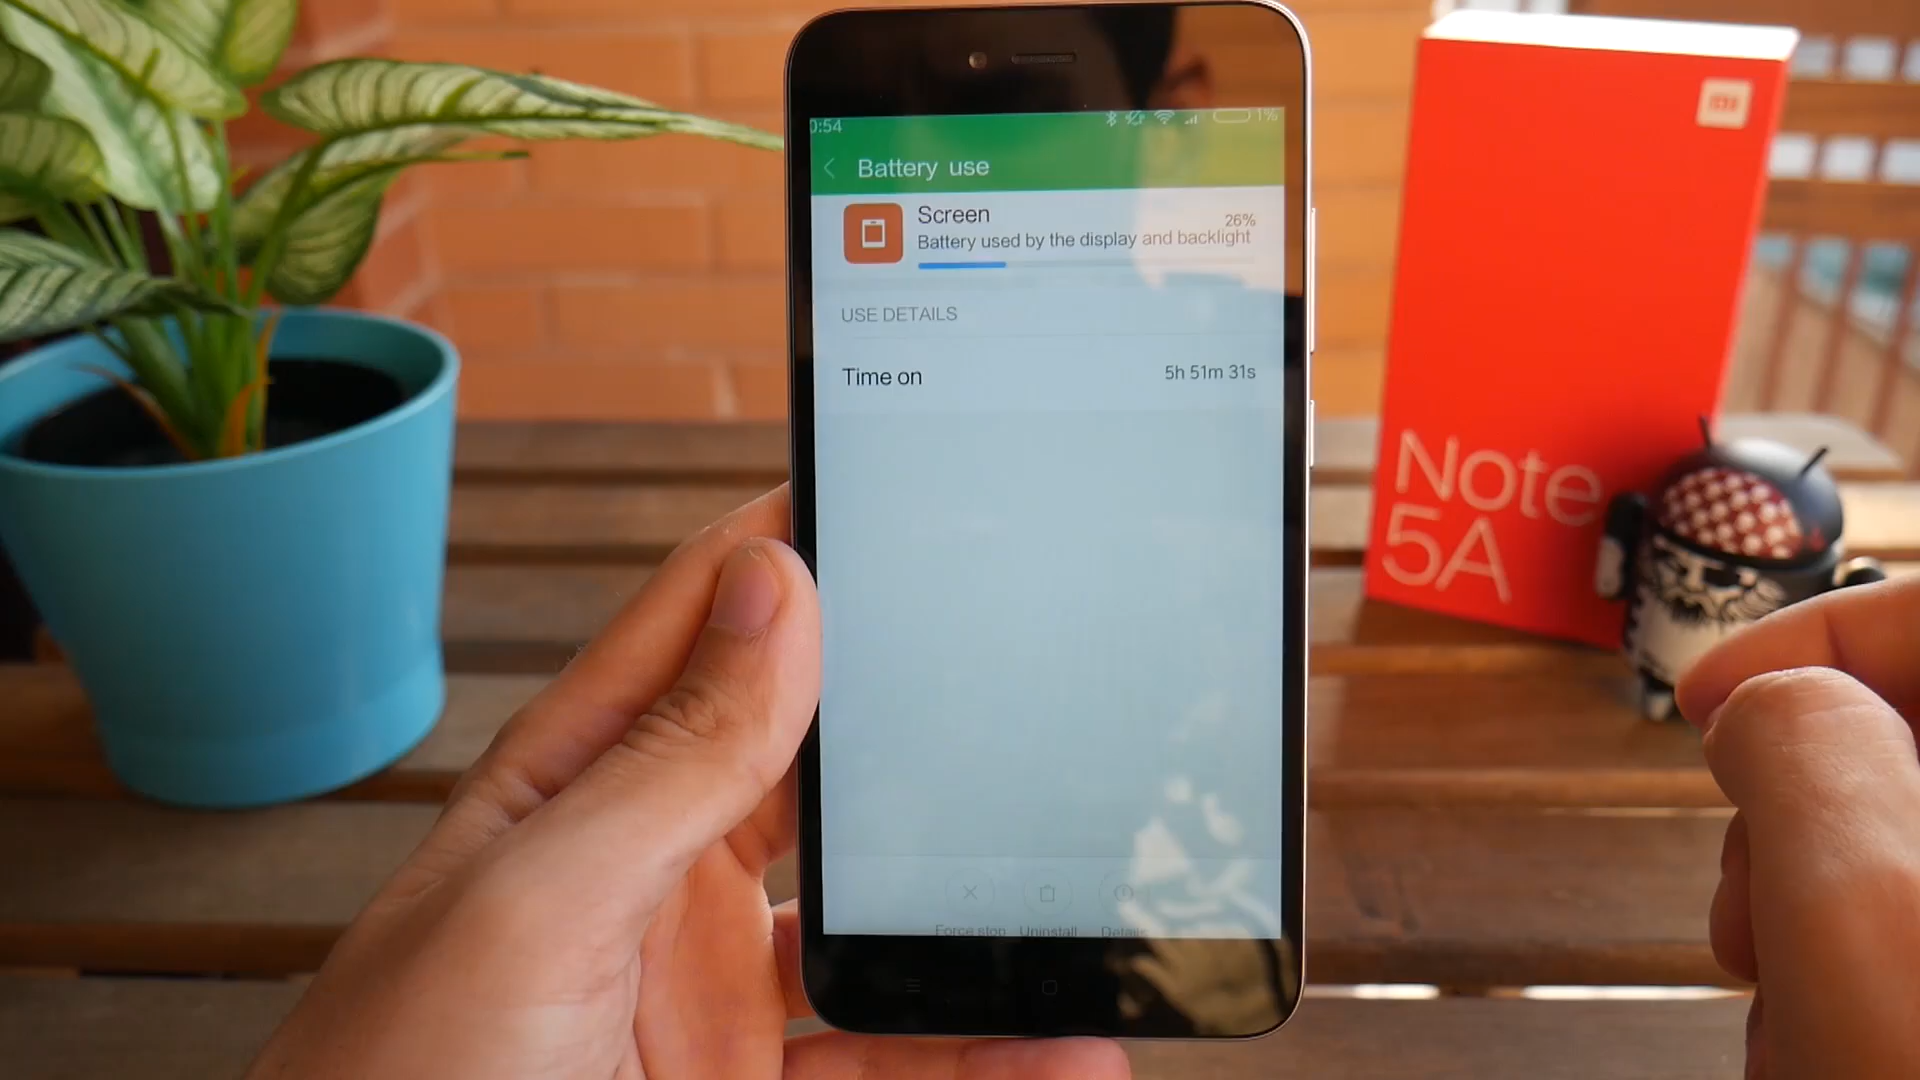 0:54
1%
Battery use
Screen
26%
Battery used by the display and backlight
USE DETAILS
Time on
5h 51m 31s
Force stop
Uninstall
Details
Note
5A